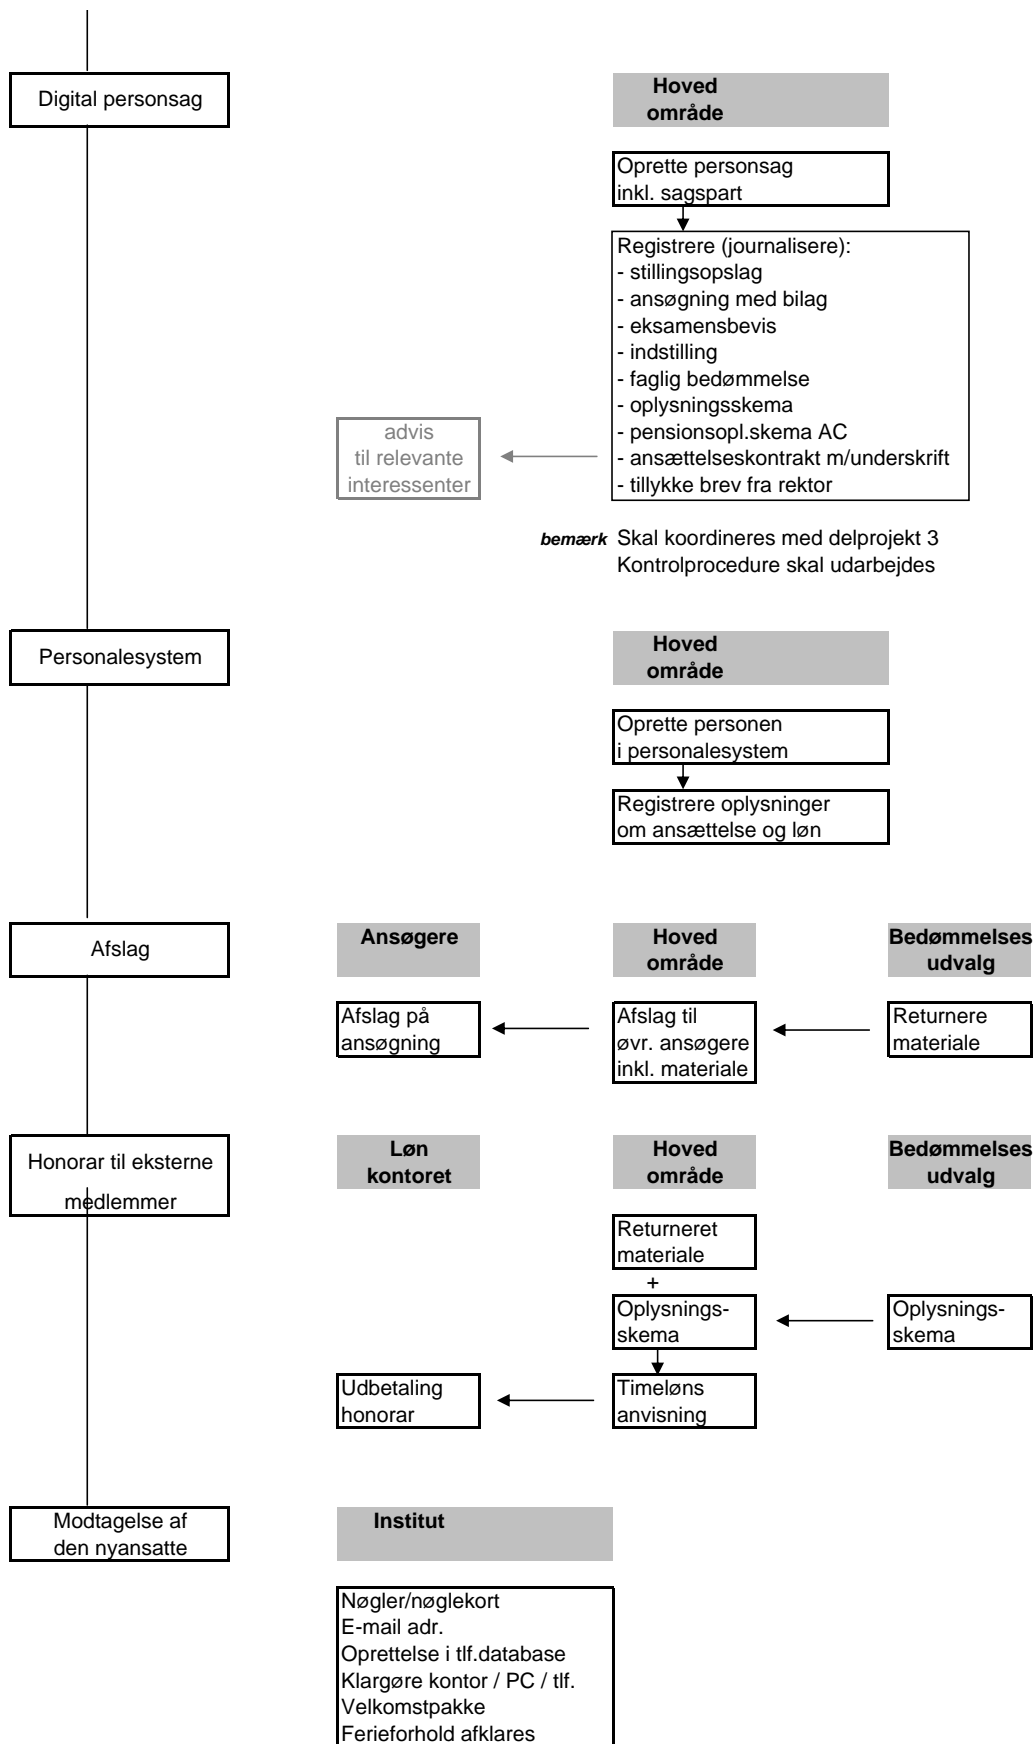 Digital personsag
Hoved
område
Oprette personsag
inkl. sagspart
Registrere (journalisere):
- stillingsopslag
- ansøgning med bilag
- eksamensbevis
- indstilling
- faglig bedømmelse
- oplysningsskema
- pensionsopl.skema AC
- ansættelseskontrakt m/underskrift
- tillykke brev fra rektor
advis
til relevante
interessenter
bemærk Skal koordineres med delprojekt 3
Kontrolprocedure skal udarbejdes
Personalesystem
Hoved
område
Oprette personen
i personalesystem
Registrere oplysninger
om ansættelse og løn
Afslag
Ansøgere
Hoved
område
Bedømmelses
udvalg
Afslag på
ansøgning
Afslag til
øvr. ansøgere
inkl. materiale
Returnere
materiale
Honorar til eksterne
medlemmer
Løn
kontoret
Hoved
område
Bedømmelses
udvalg
Returneret
materiale
+
Oplysnings-
skema
Oplysnings-
skema
Udbetaling
honorar
Timeløns
anvisning
Modtagelse af
den nyansatte
Institut
Nøgler/nøglekort
E-mail adr.
Oprettelse i tlf.database
Klargøre kontor / PC / tlf.
Velkomstpakke
Ferieforhold afklares